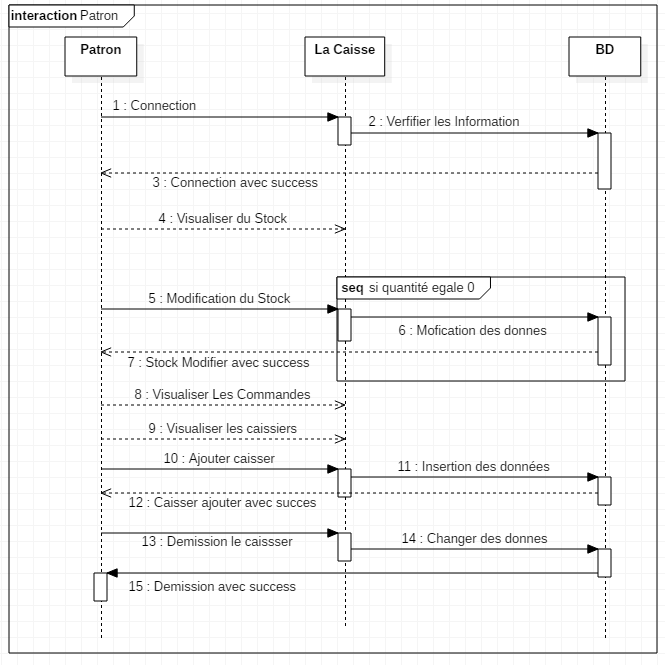 interaction Patron
Patron
La Caisse
BD
1 : Connection
2 : Verfifier les Information
3 : Connection avec success
4 : Visualiser du Stock
seq si quantité egale 0
5 : Modification du Stock
6 : Mofication des donnes
7 : Stock Modifier avec success
8 : Visualiser Les Commandes
9 : Visualiser les caissiers
10 : Ajouter caisser
11 : Insertion des données
12 : Caisser ajouter avec succes
13 : Demission le caissser
14 : Changer des donnes
15 : Demission avec success